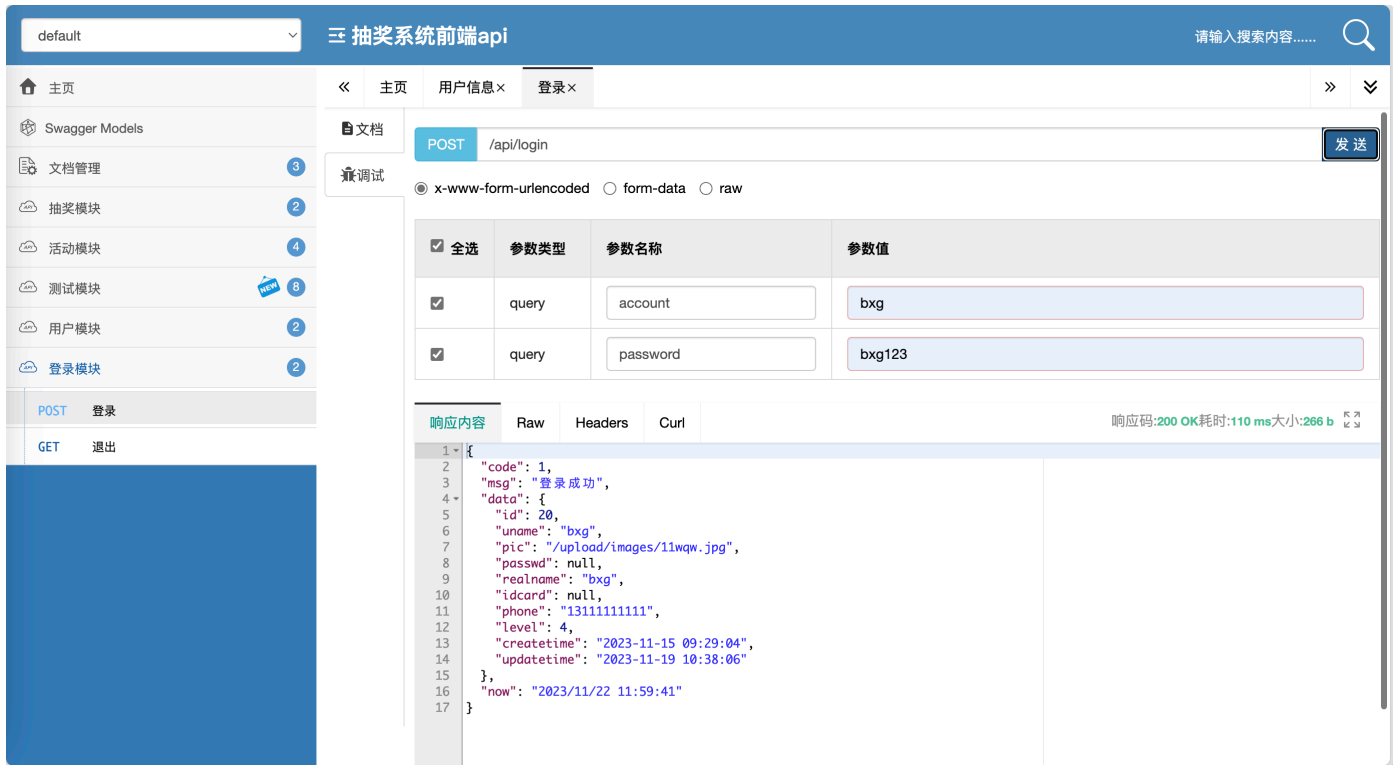 default
抽奖系统前端api
请输入搜索内容......
主页
Swagger Models
文档管理 3
抽奖模块 2
活动模块 4
测试模块 NEW 8
用户模块 2
登录模块 2
POST 登录
GET 退出
主页 用户信息× 登录×
文档
调试
POST /api/login 发 送
x-www-form-urlencoded form-data raw
全选 参数类型 参数名称 参数值
query account bxg
query password bxg123
响应内容 Raw Headers Curl 响应码:200 OK耗时:110 ms大小:266 b
1 {
2 "code": 1,
3 "msg": "登录成功",
4 "data": {
5 "id": 20,
6 "uname": "bxg",
7 "pic": "/upload/images/11wqw.jpg",
8 "passwd": null,
9 "realname": "bxg",
10 "idcard": null,
11 "phone": "13111111111",
12 "level": 4,
13 "createtime": "2023-11-15 09:29:04",
14 "updatetime": "2023-11-19 10:38:06"
15 },
16 "now": "2023/11/22 11:59:41"
17 }